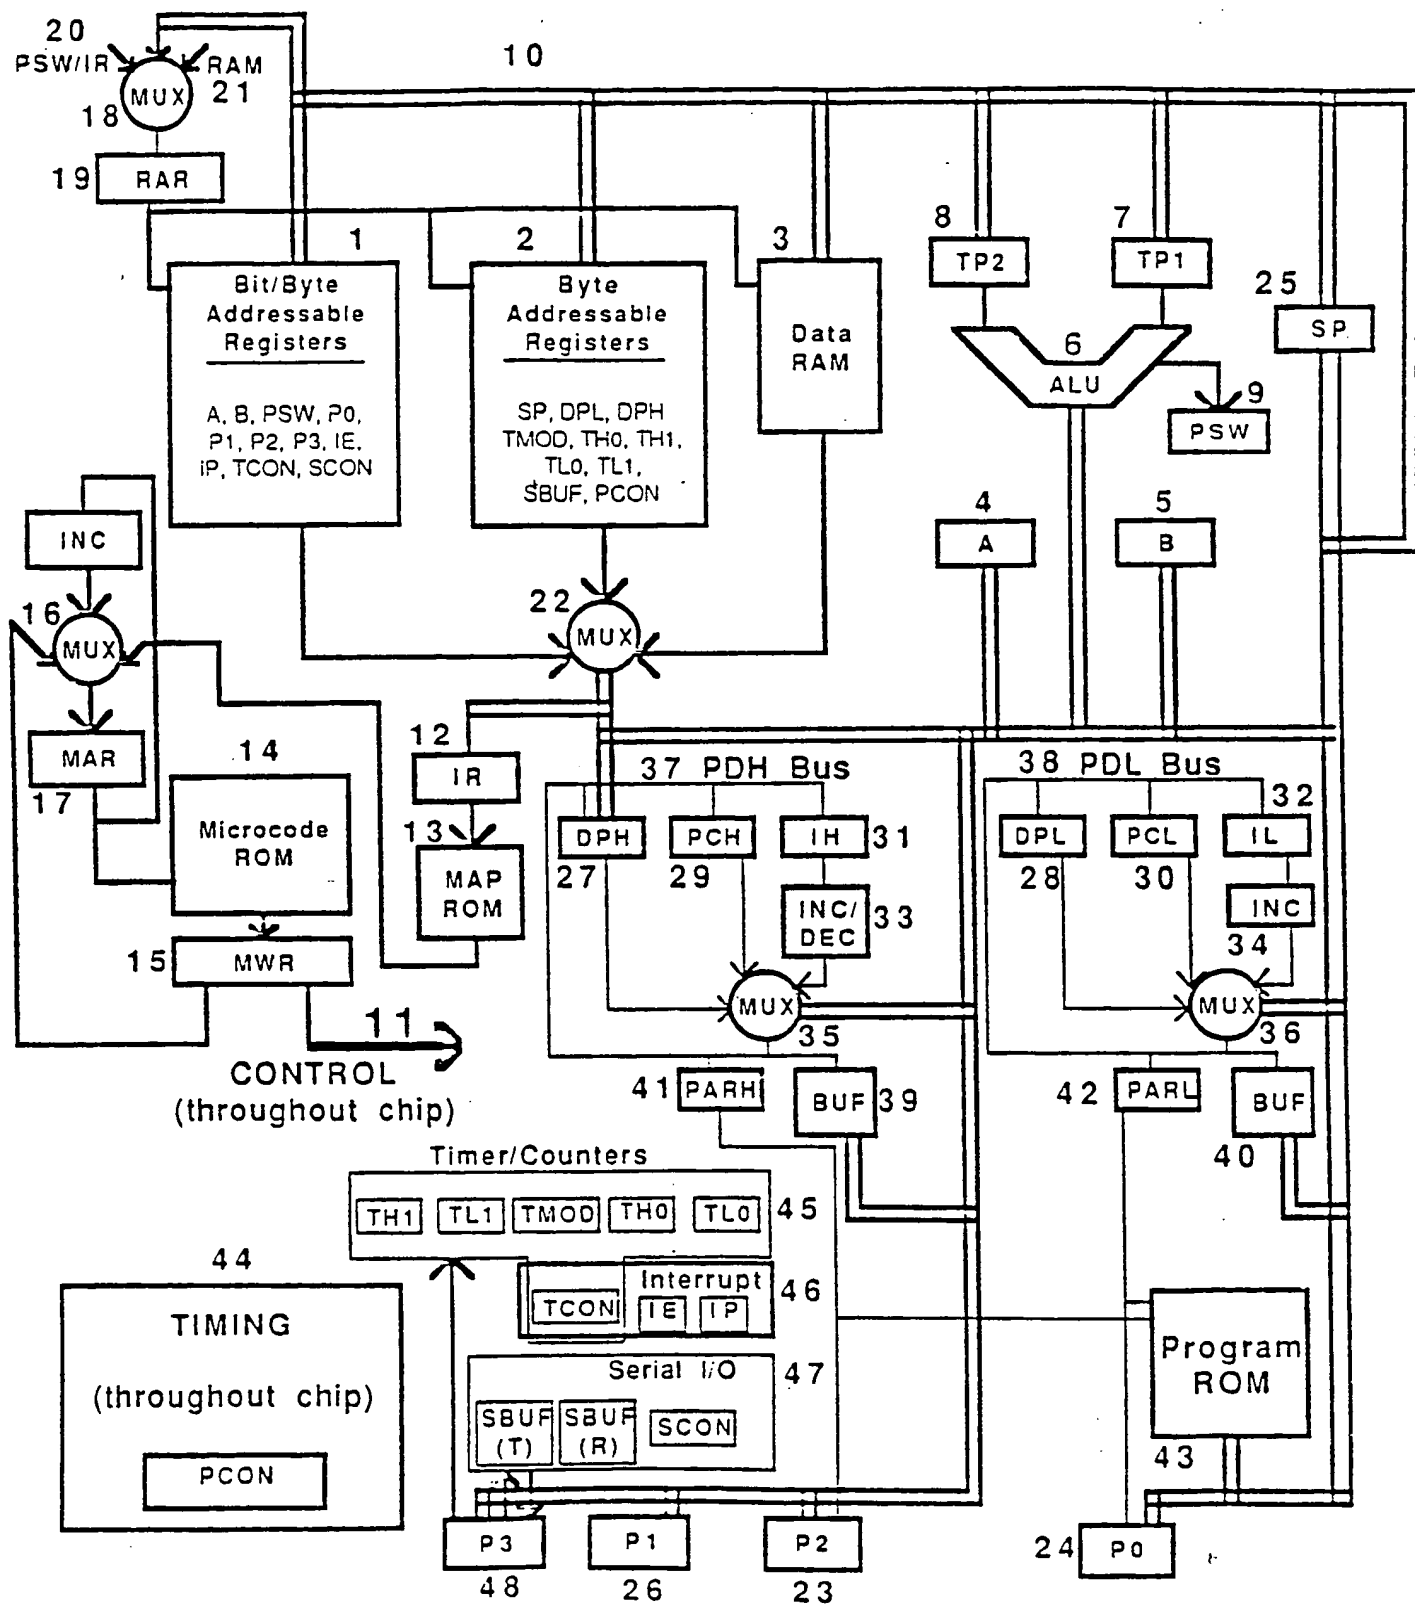 20
PSW/IR
RAM
21
MUX
18
10
19
RAR
1
2
3
8
7
TP2
TP1
25
SP
Bit/Byte
Addressable
Registers
A, B, PSW, P0,
P1, P2, P3, IE,
IP, TCON, SCON
Byte
Addressable
Registers
SP, DPL, DPH
TMOD, TH0, TH1,
TL0, TL1,
SBUF, PCON
Data
RAM
6
ALU
9
PSW
4
A
5
B
INC
16
MUX
22
MUX
MAR
17
14
Microcode
ROM
15
MWR
12
IR
13
MAP
ROM
11
CONTROL
(throughout chip)
37 PDH Bus
DPH
27
PCH
29
IH
31
INC/
DEC
33
MUX
35
41
PARH
BUF
39
38 PDL Bus
32
DPL
28
PCL
30
IL
INC
34
MUX
36
42
PARL
BUF
40
Timer/Counters
TH1
TL1
TMOD
TH0
TL0
45
Interrupt
46
TCON
IE
IP
Serial I/O
47
SBUF
(T)
SBUF
(R)
SCON
44
TIMING
(throughout chip)
PCON
Program
ROM
43
P3
48
P1
26
P2
23
24
P0